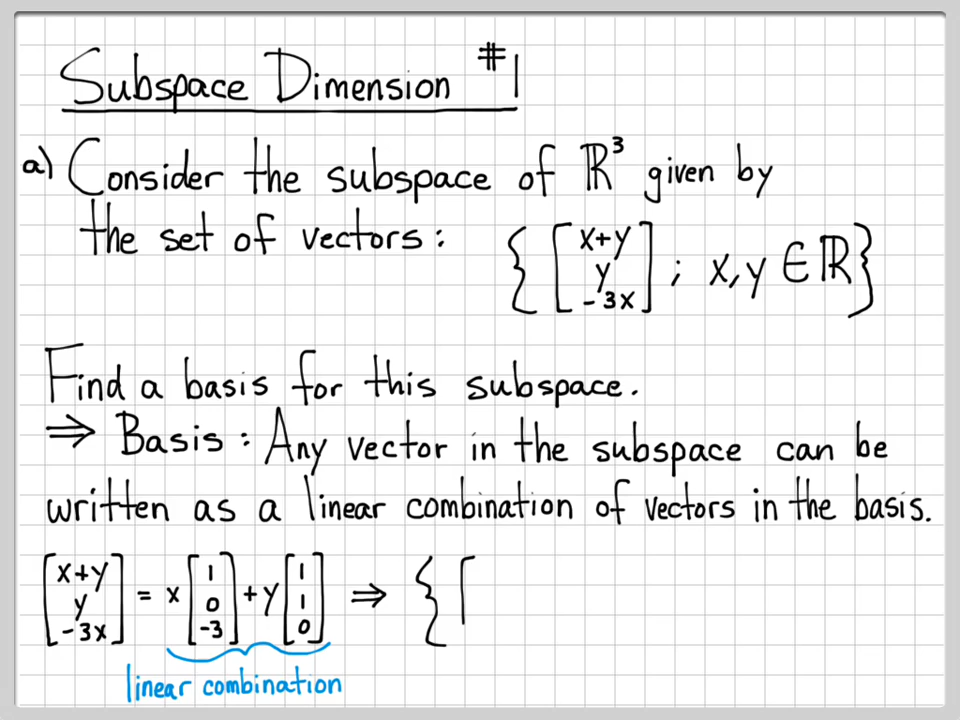 Subspace Dimension #1
a) Consider the subspace of ℝ³ given by
the set of vectors: { [ x+y y -3x ] ; x, y ∈ ℝ }
Find a basis for this subspace.
⇒ Basis: Any vector in the subspace can be
written as a linear combination of vectors in the basis.
[ x+y y -3x ] = x [ 1 0 -3 ] + y [ 1 1 0 ] ⇒ { [
linear combination